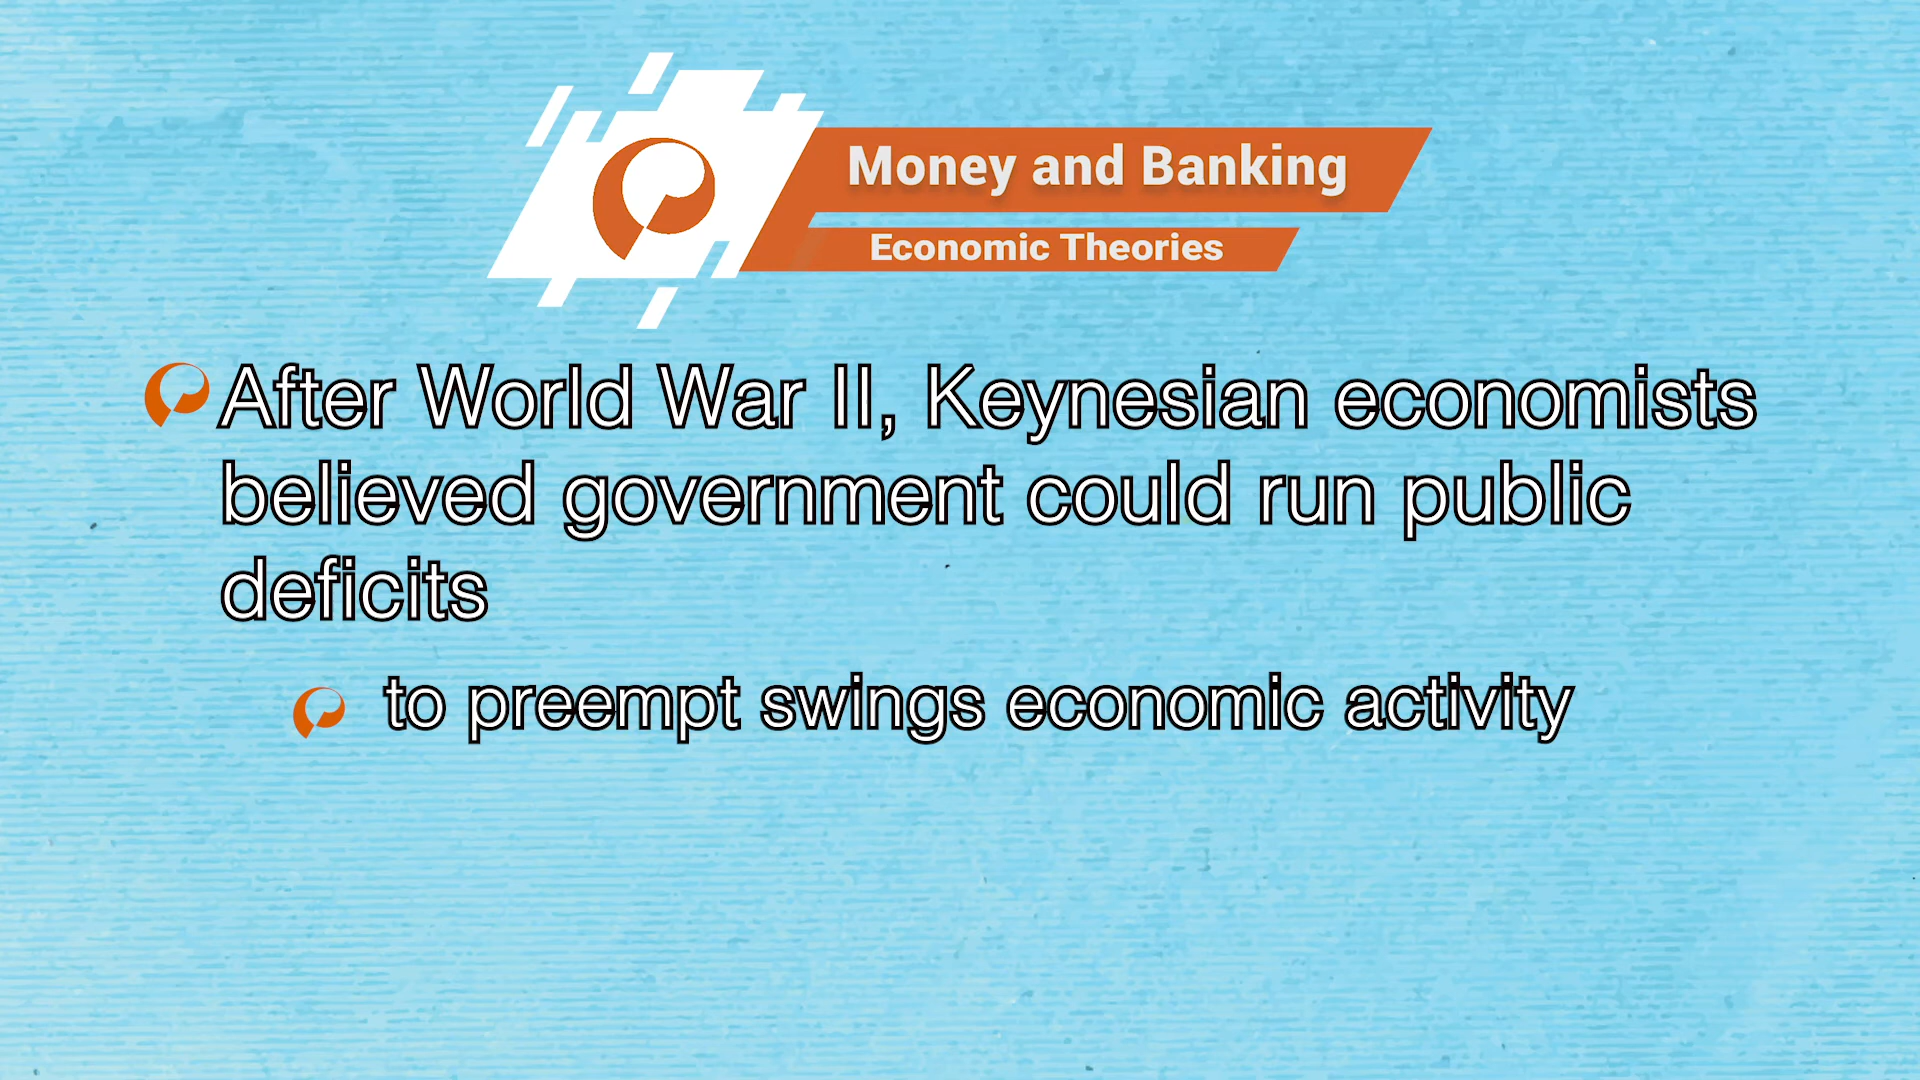 Money and Banking
Economic Theories
After World War II, Keynesian economists
believed government could run public
deficits
to preempt swings economic activity